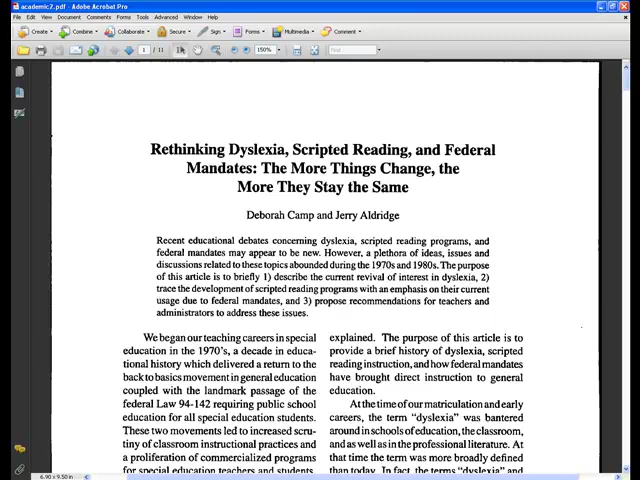 academic2.pdf - Adobe Acrobat Pro
File Edit View Document Comments Forms Tools Advanced Window Help
Create Combine Collaborate Secure Sign Forms Multimedia Comment
1 / 11 150% Find
Rethinking Dyslexia, Scripted Reading, and Federal
Mandates: The More Things Change, the
More They Stay the Same
Deborah Camp and Jerry Aldridge
Recent educational debates concerning dyslexia, scripted reading programs, and
federal mandates may appear to be new. However, a plethora of ideas, issues and
discussions related to these topics abounded during the 1970s and 1980s. The purpose
of this article is to briefly 1) describe the current revival of interest in dyslexia, 2)
trace the development of scripted reading programs with an emphasis on their current
usage due to federal mandates, and 3) propose recommendations for teachers and
administrators to address these issues.
We began our teaching careers in special
education in the 1970's, a decade in educa-
tional history which delivered a return to the
back to basics movement in general education
coupled with the landmark passage of the
federal Law 94-142 requiring public school
education for all special education students.
These two movements led to increased scru-
tiny of classroom instructional practices and
a proliferation of commercialized programs
for special education teachers and students
explained. The purpose of this article is to
provide a brief history of dyslexia, scripted
reading instruction, and how federal mandates
have brought direct instruction to general
education.
At the time of our matriculation and early
careers, the term "dyslexia" was bantered
around in schools of education, the classroom,
and as well as in the professional literature. At
that time the term was more broadly defined
than today. In fact, the terms "dyslexia" and
6.90 x 9.50 in